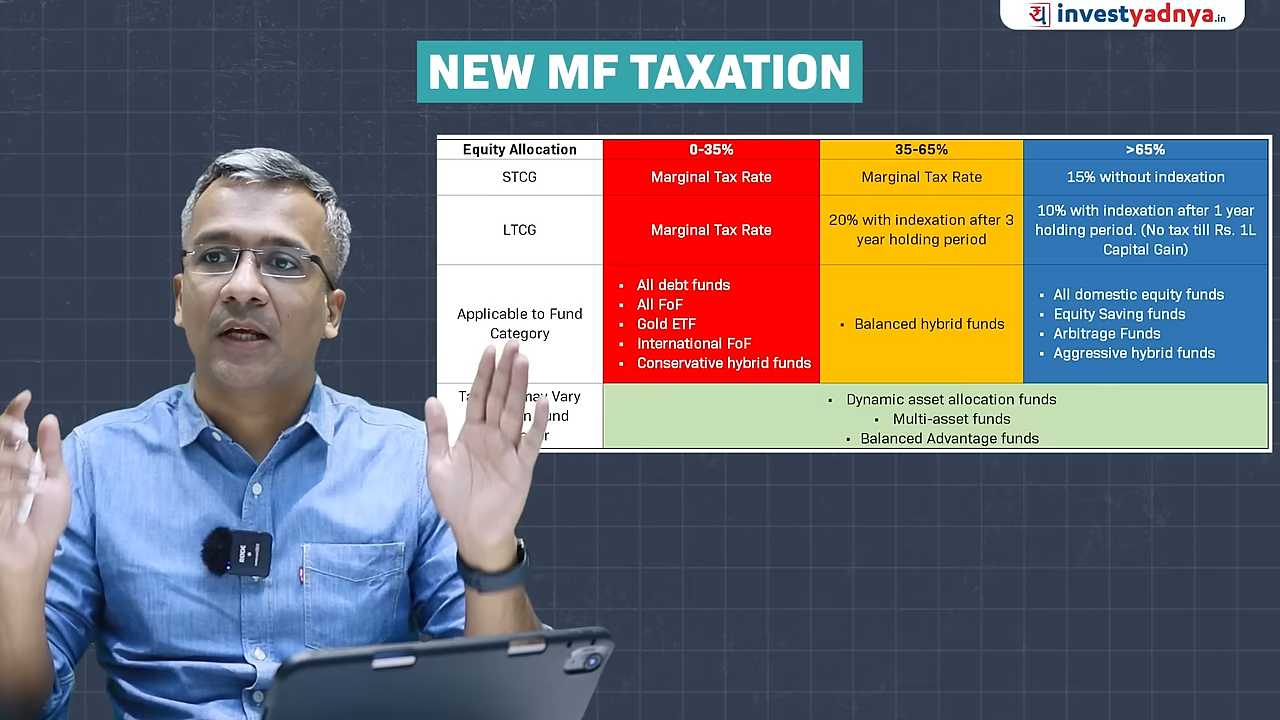 investyadnya.in
NEW MF TAXATION
Equity Allocation 0-35% 35-65% >65%
STCG Marginal Tax Rate Marginal Tax Rate 15% without indexation
LTCG Marginal Tax Rate 20% with indexation after 3
year holding period
10% with indexation after 1 year
holding period. (No tax till Rs. 1L
Capital Gain)
Applicable to Fund
Category
• All debt funds
• All FoF
• Gold ETF
• International FoF
• Conservative hybrid funds
• Balanced hybrid funds
• All domestic equity funds
• Equity Saving funds
• Arbitrage Funds
• Aggressive hybrid funds
may Vary
• Dynamic asset allocation funds
• Multi-asset funds
• Balanced Advantage funds
RODE